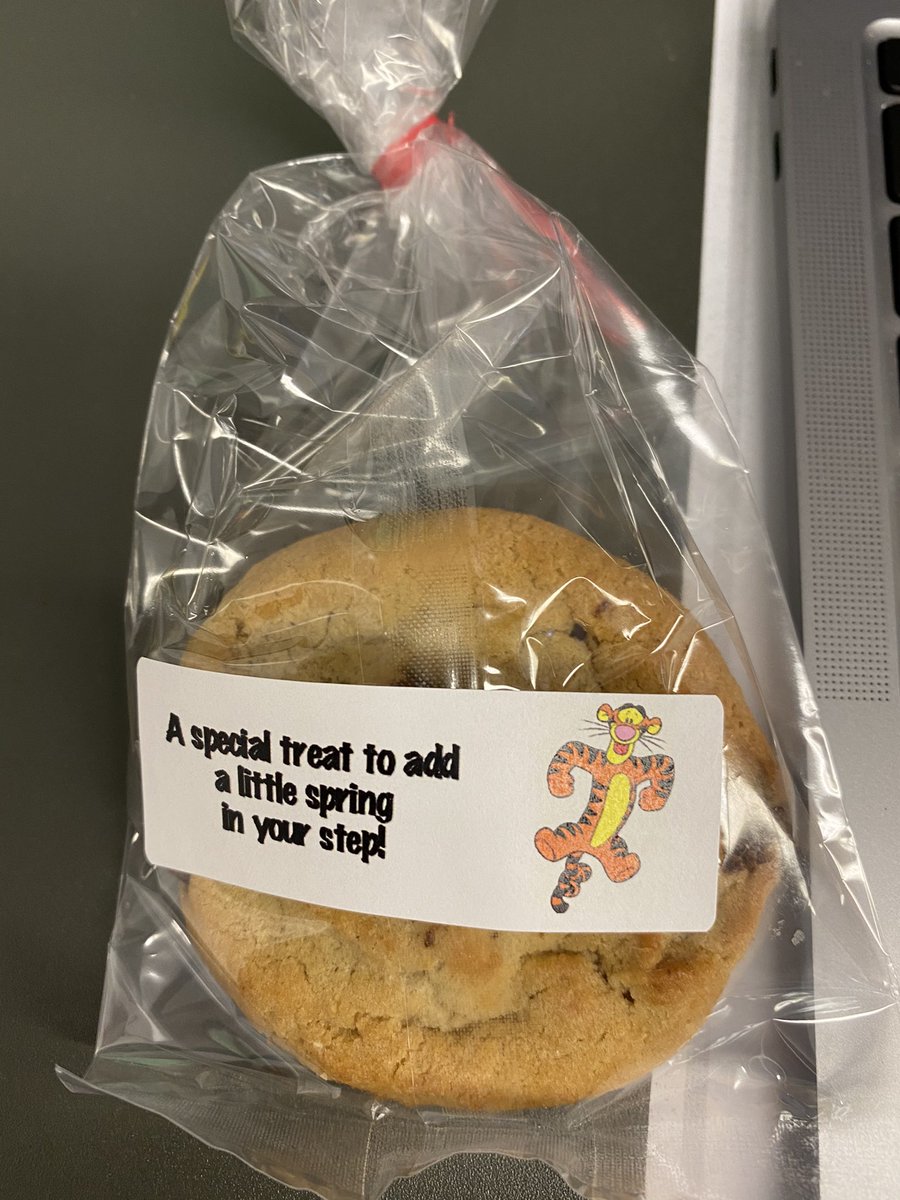 A special treat to add
a little spring
in your step!